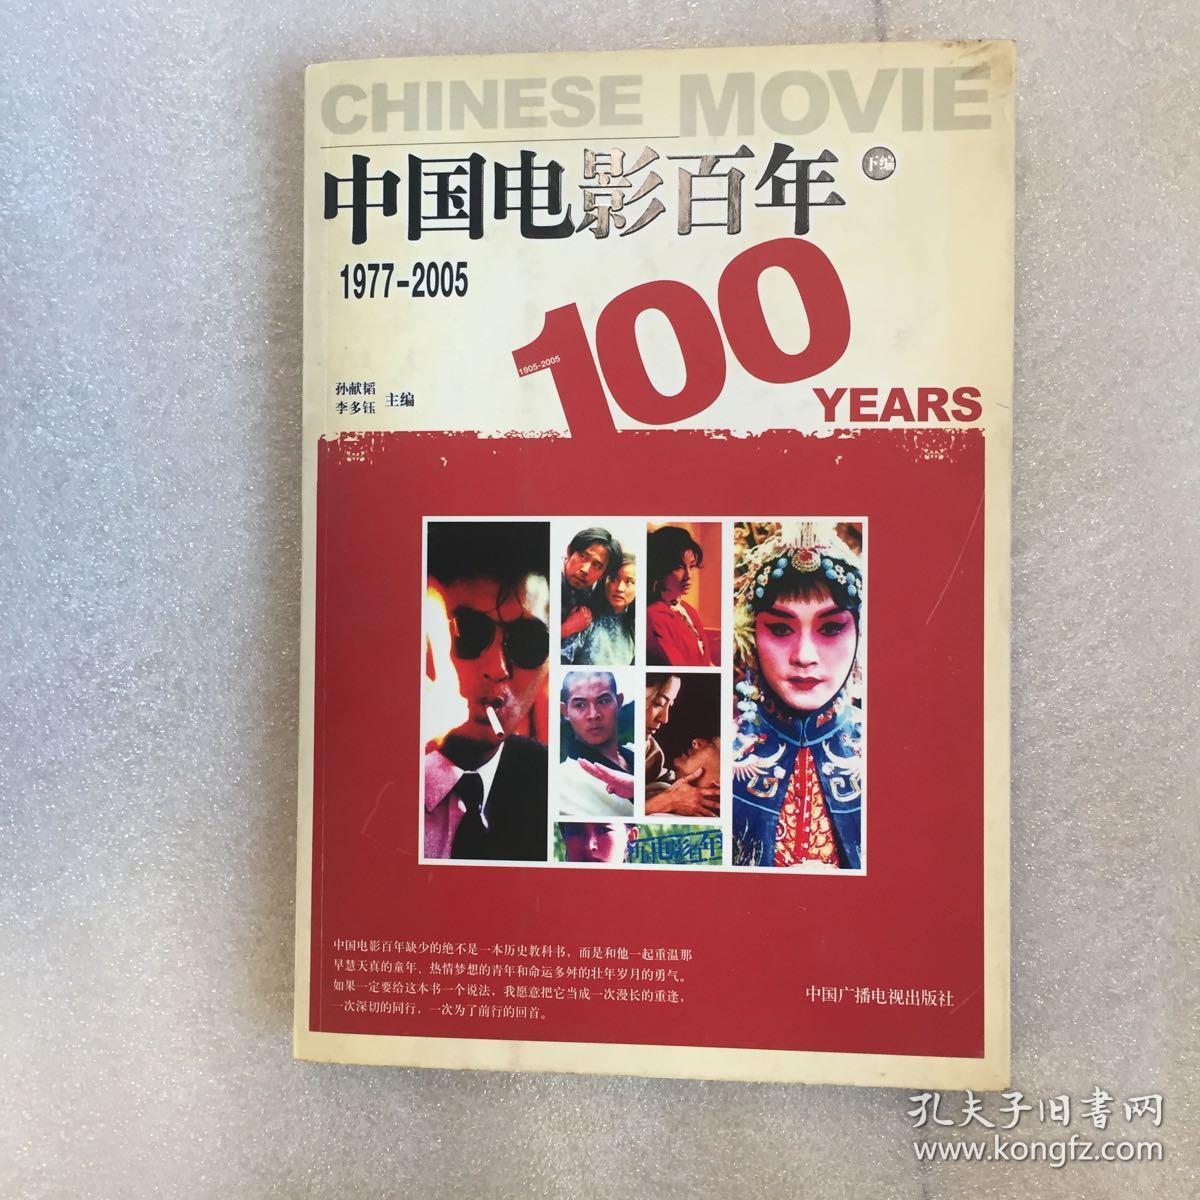 CHINESE MOVIE
中国电影百年 下编
1977-2005
1905-2005
100
YEARS
孙献韬
李多钰
主编
中国电影百年
中国电影百年缺少的绝不是一本历史教科书，而是和他一起重温那
早慧天真的童年、热情梦想的青年和命运多舛的壮年岁月的勇气。
如果一定要给这本书一个说法，我愿意把它当成一次漫长的重逢，
一次深切的同行，一次为了前行的回首。
中国广播电视出版社
孔夫子旧書网
www.kongfz.com